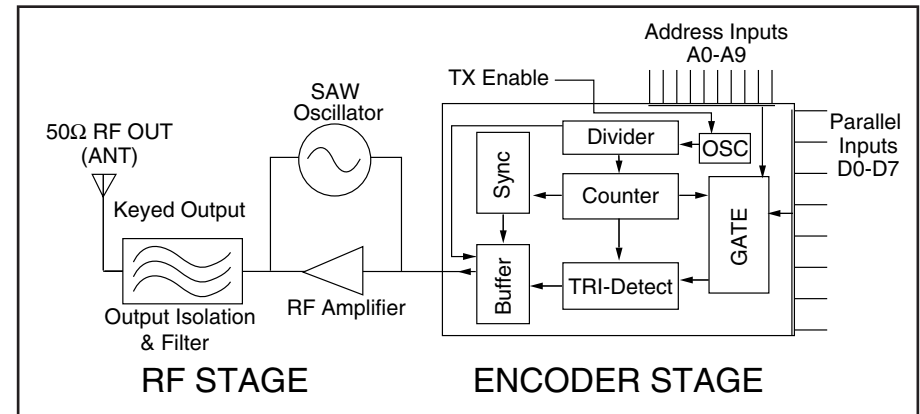 Address Inputs
A0-A9
TX Enable
SAW
Oscillator
50Ω RF OUT
(ANT)
Parallel
Inputs
D0-D7
Divider
OSC
Sync
Counter
GATE
Keyed Output
Buffer
TRI-Detect
RF Amplifier
Output Isolation
& Filter
RF STAGE
ENCODER STAGE